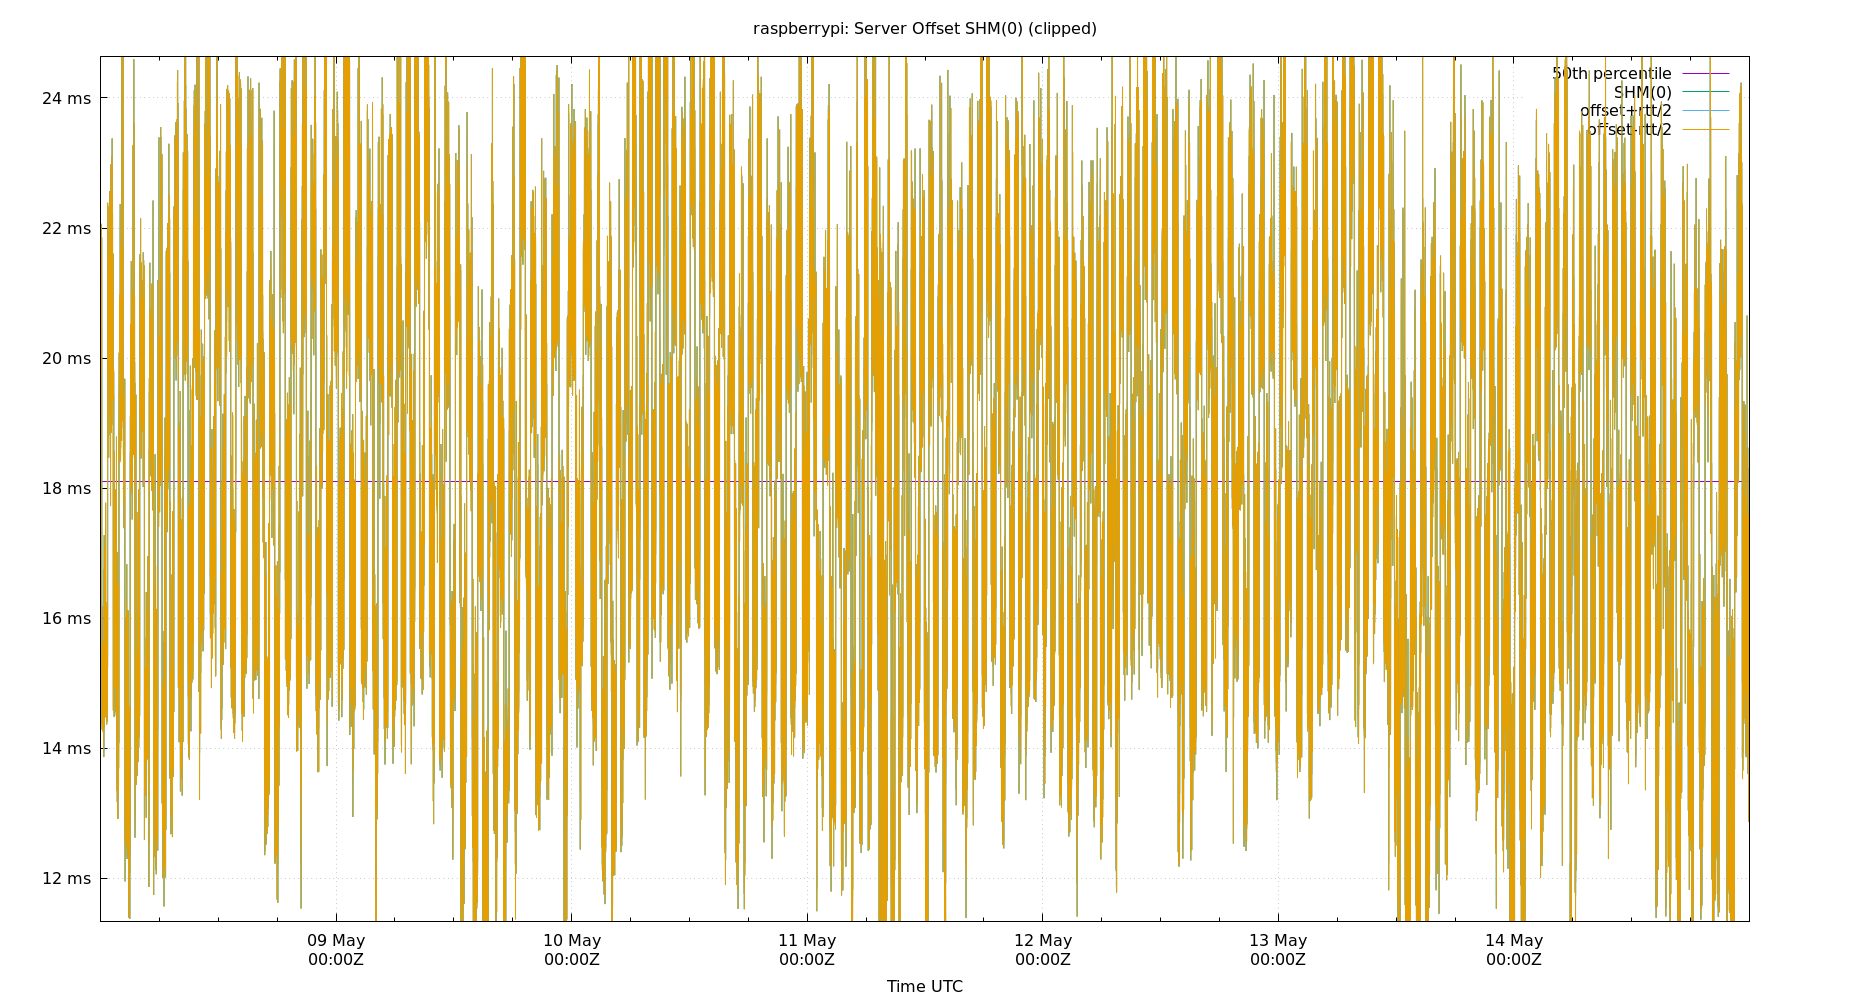 raspberrypi: Server Offset SHM(0) (clipped)
24 ms
22 ms
20 ms
18 ms
16 ms
14 ms
12 ms
50th percentile
SHM(0)
offset+rtt/2
offset-rtt/2
09 May 10 May 11 May 12 May 13 May 14 May
00:00Z 00:00Z 00:00Z 00:00Z 00:00Z 00:00Z
Time UTC